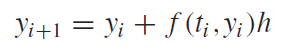 y_{i+1} = y_i + f(t_i, y_i)h